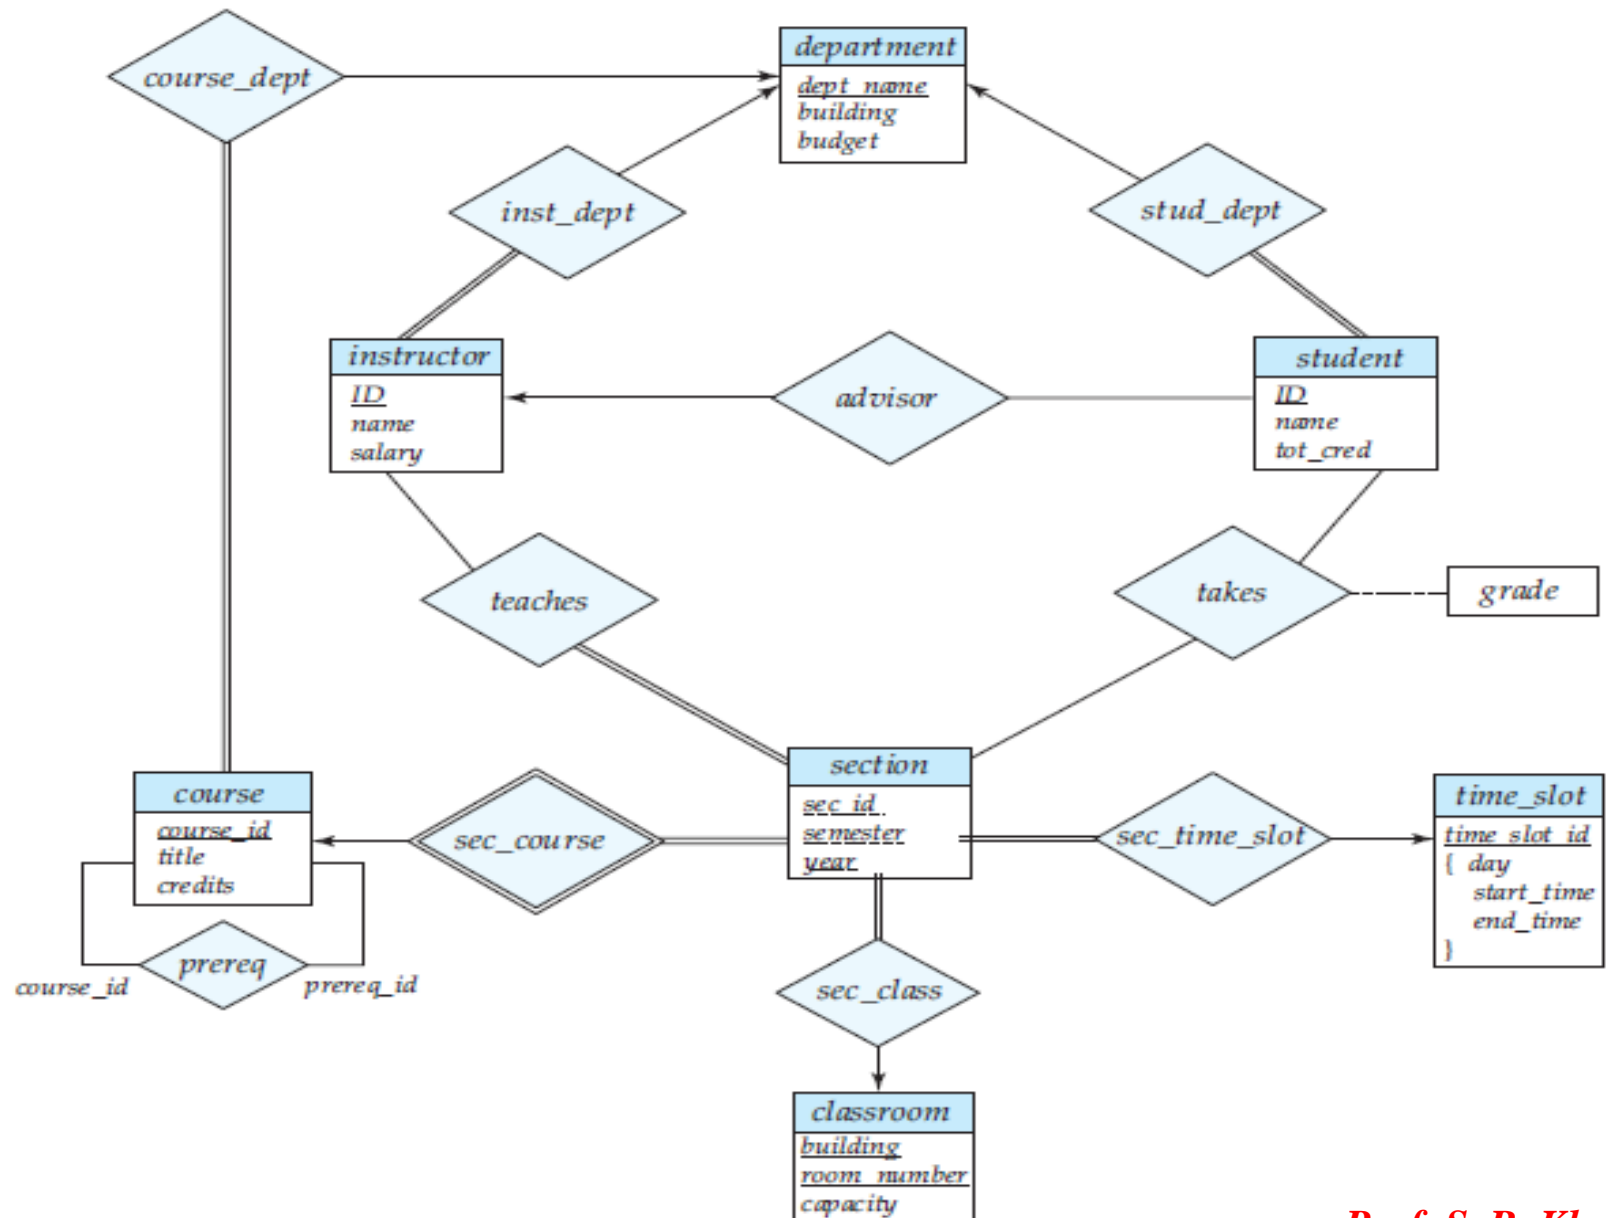 course_dept
department
dept_name
building
budget
inst_dept
stud_dept
instructor
ID
name
salary
advisor
student
ID
name
tot_cred
teaches
takes
grade
course
course_id
title
credits
prereq
course_id
prereq_id
sec_course
section
sec_id
semester
year
sec_time_slot
time_slot
time_slot_id
{ day
start_time
end_time
}
sec_class
classroom
building
room_number
capacity